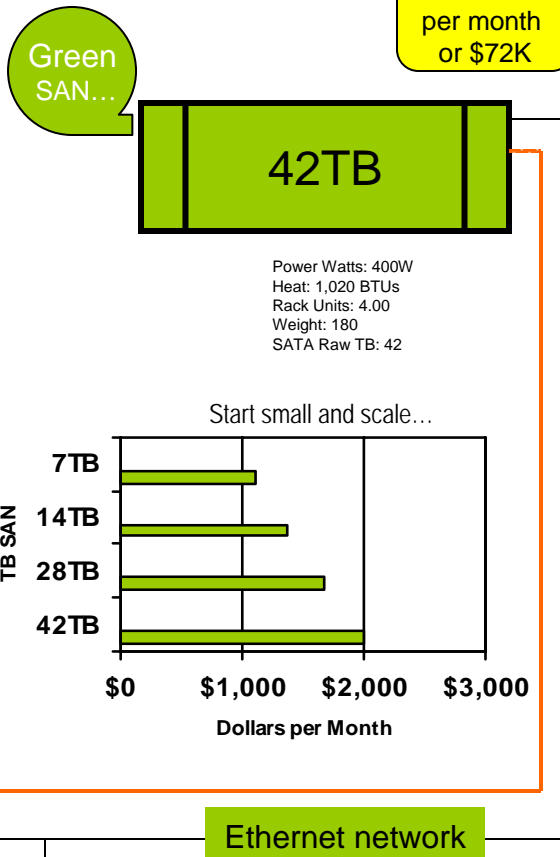 per month
or $72K
Green
SAN…
42TB
Power Watts: 400W
Heat: 1,020 BTUs
Rack Units: 4.00
Weight: 180
SATA Raw TB: 42
Start small and scale…
TB SAN
7TB
14TB
28TB
42TB
$0 $1,000 $2,000 $3,000
Dollars per Month
Ethernet network